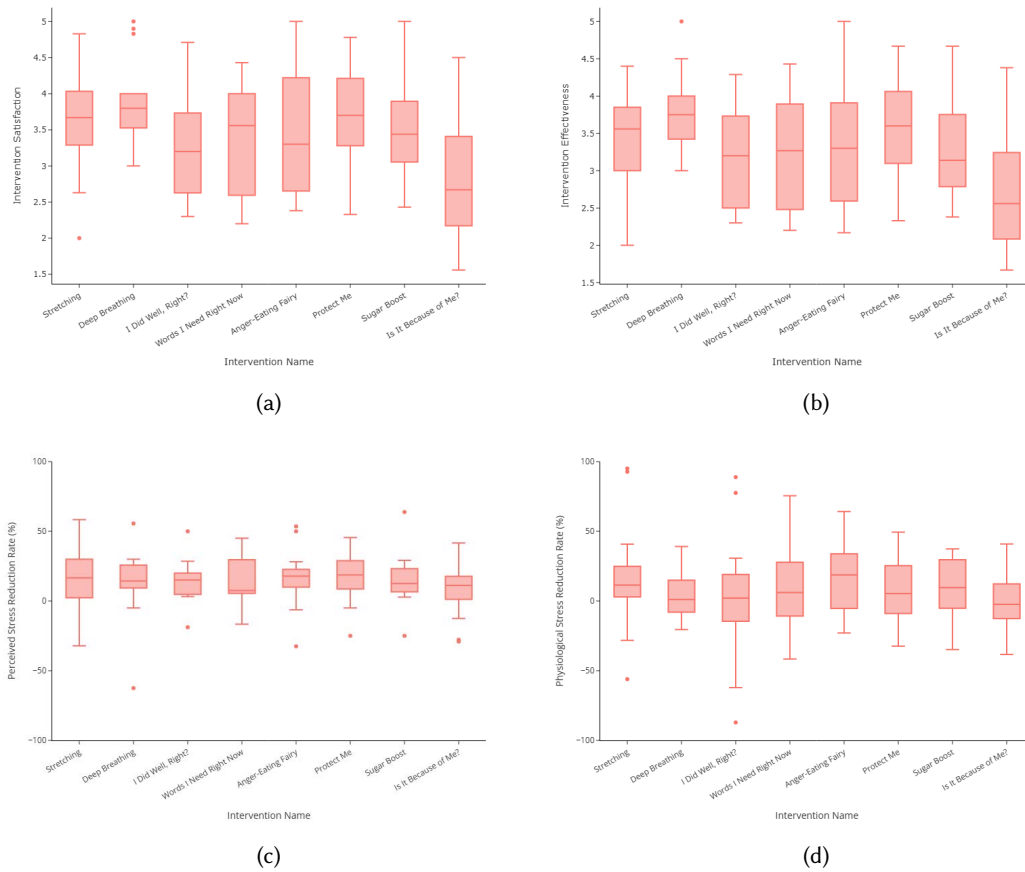 5
4.5
4
3.5
3
2.5
2
1.5
Intervention Satisfaction
Stretching
Deep Breathing
I Did Well, Right?
Words I Need Right Now
Anger-Eating Fairy
Protect Me
Sugar Boost
Is It Because of Me?
Intervention Name
(a)
5
4.5
4
3.5
3
2.5
2
1.5
Intervention Effectiveness
Stretching
Deep Breathing
I Did Well, Right?
Words I Need Right Now
Anger-Eating Fairy
Protect Me
Sugar Boost
Is It Because of Me?
Intervention Name
(b)
100
50
0
−50
−100
Perceived Stress Reduction Rate (%)
Stretching
Deep Breathing
I Did Well, Right?
Words I Need Right Now
Anger-Eating Fairy
Protect Me
Sugar Boost
Is It Because of Me?
Intervention Name
(c)
100
50
0
−50
−100
Physiological Stress Reduction Rate (%)
Stretching
Deep Breathing
I Did Well, Right?
Words I Need Right Now
Anger-Eating Fairy
Protect Me
Sugar Boost
Is It Because of Me?
Intervention Name
(d)